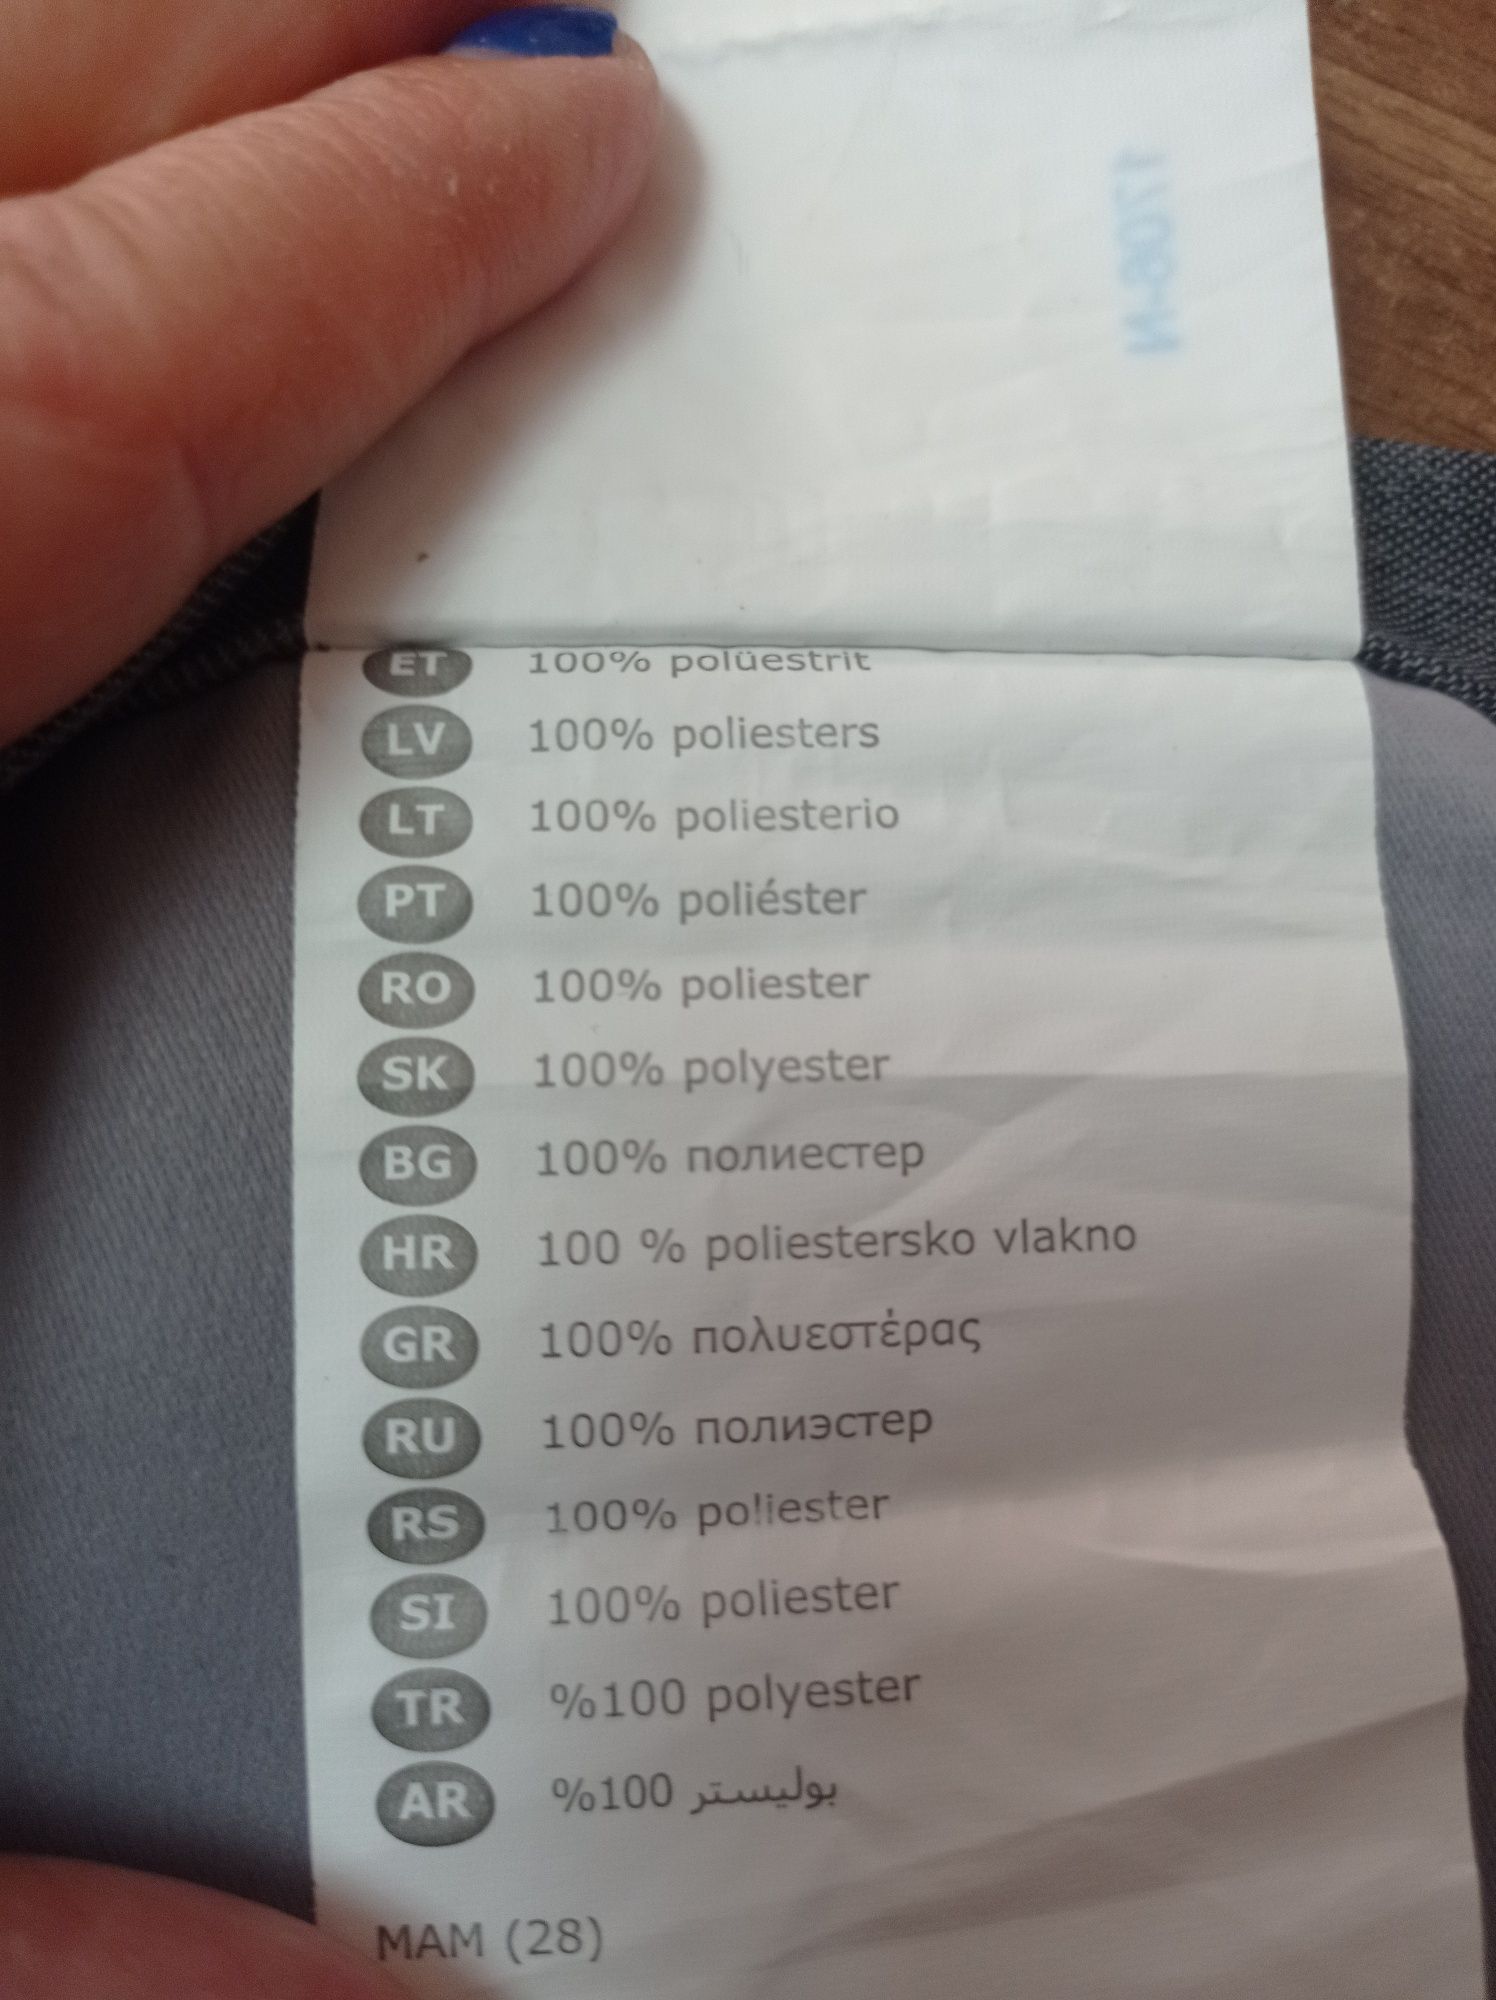 ET 100% polüestrit
LV 100% poliesters
LT 100% poliesterio
PT 100% poliéster
RO 100% poliester
SK 100% polyester
BG 100% полиестер
HR 100 % poliestersko vlakno
GR 100% πολυεστέρας
RU 100% полиэстер
RS 100% poliester
SI 100% poliester
TR %100 polyester
AR %100 بوليستر
MAM (28)